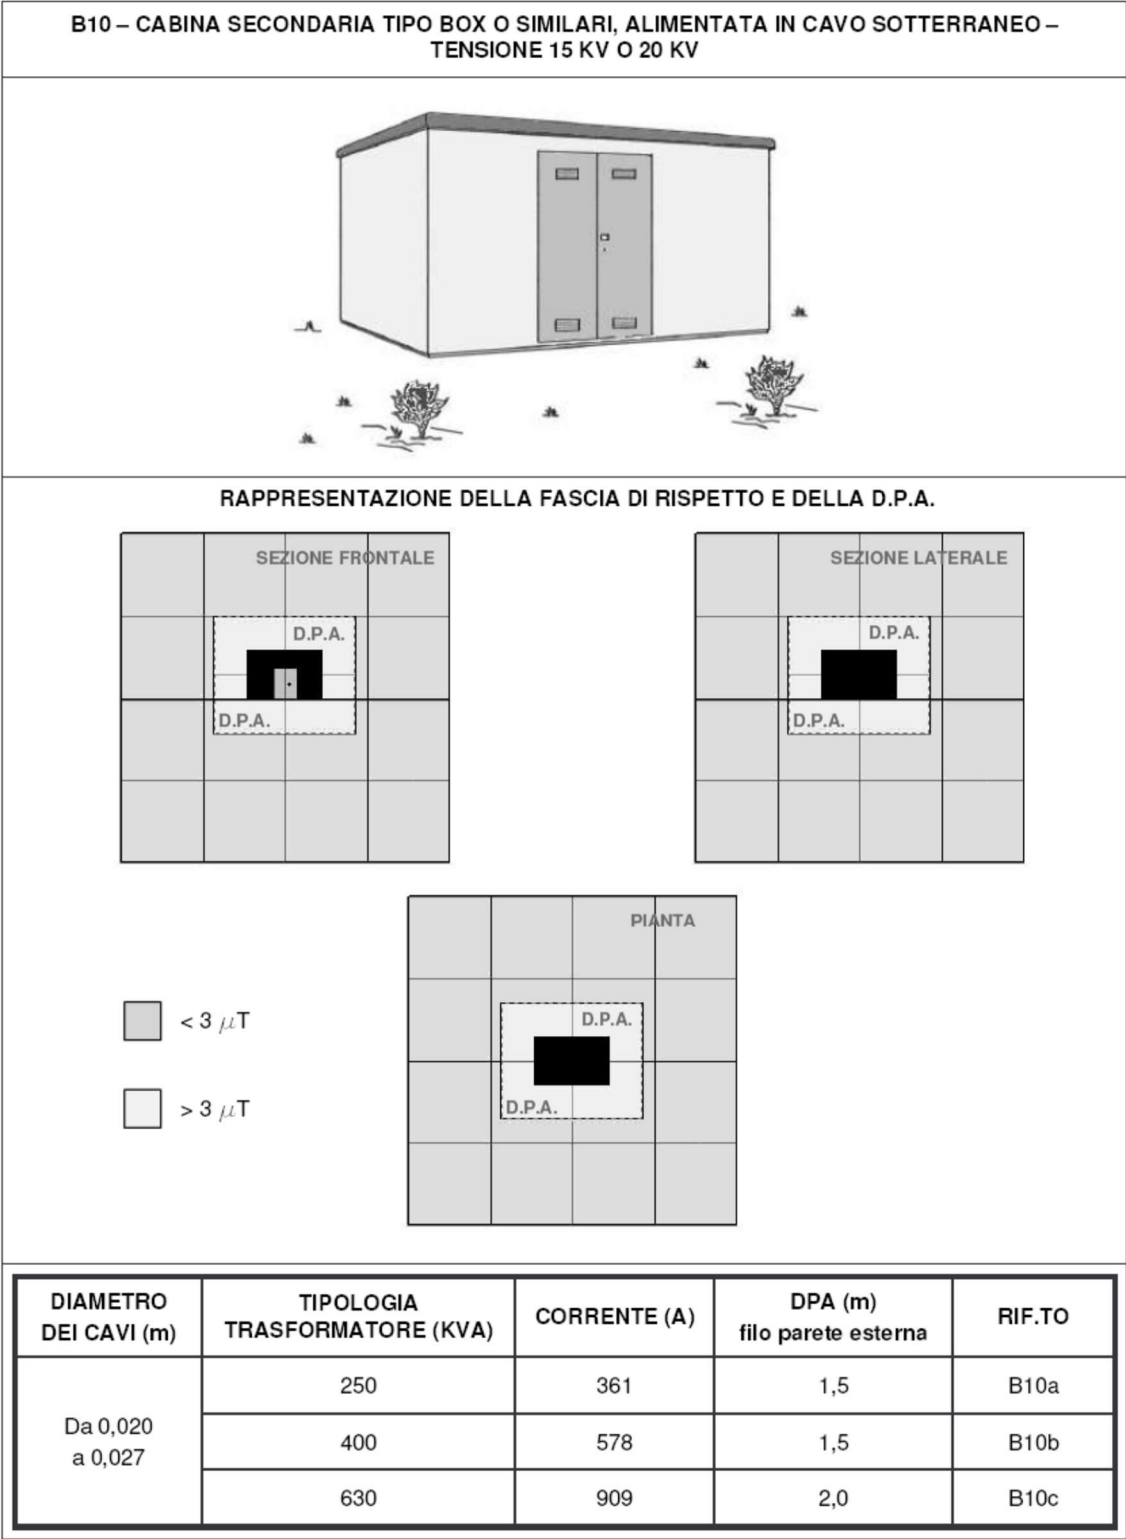 B10 – CABINA SECONDARIA TIPO BOX O SIMILARI, ALIMENTATA IN CAVO SOTTERRANEO –
TENSIONE 15 KV O 20 KV
RAPPRESENTAZIONE DELLA FASCIA DI RISPETTO E DELLA D.P.A.
SEZIONE FRONTALE
D.P.A.
D.P.A.
SEZIONE LATERALE
D.P.A.
D.P.A.
PIANTA
D.P.A.
D.P.A.
< 3 μT
> 3 μT
DIAMETRO
DEI CAVI (m)
TIPOLOGIA
TRASFORMATORE (KVA)
CORRENTE (A)
DPA (m)
filo parete esterna
RIF.TO
Da 0,020
a 0,027
250 361 1,5 B10a
400 578 1,5 B10b
630 909 2,0 B10c